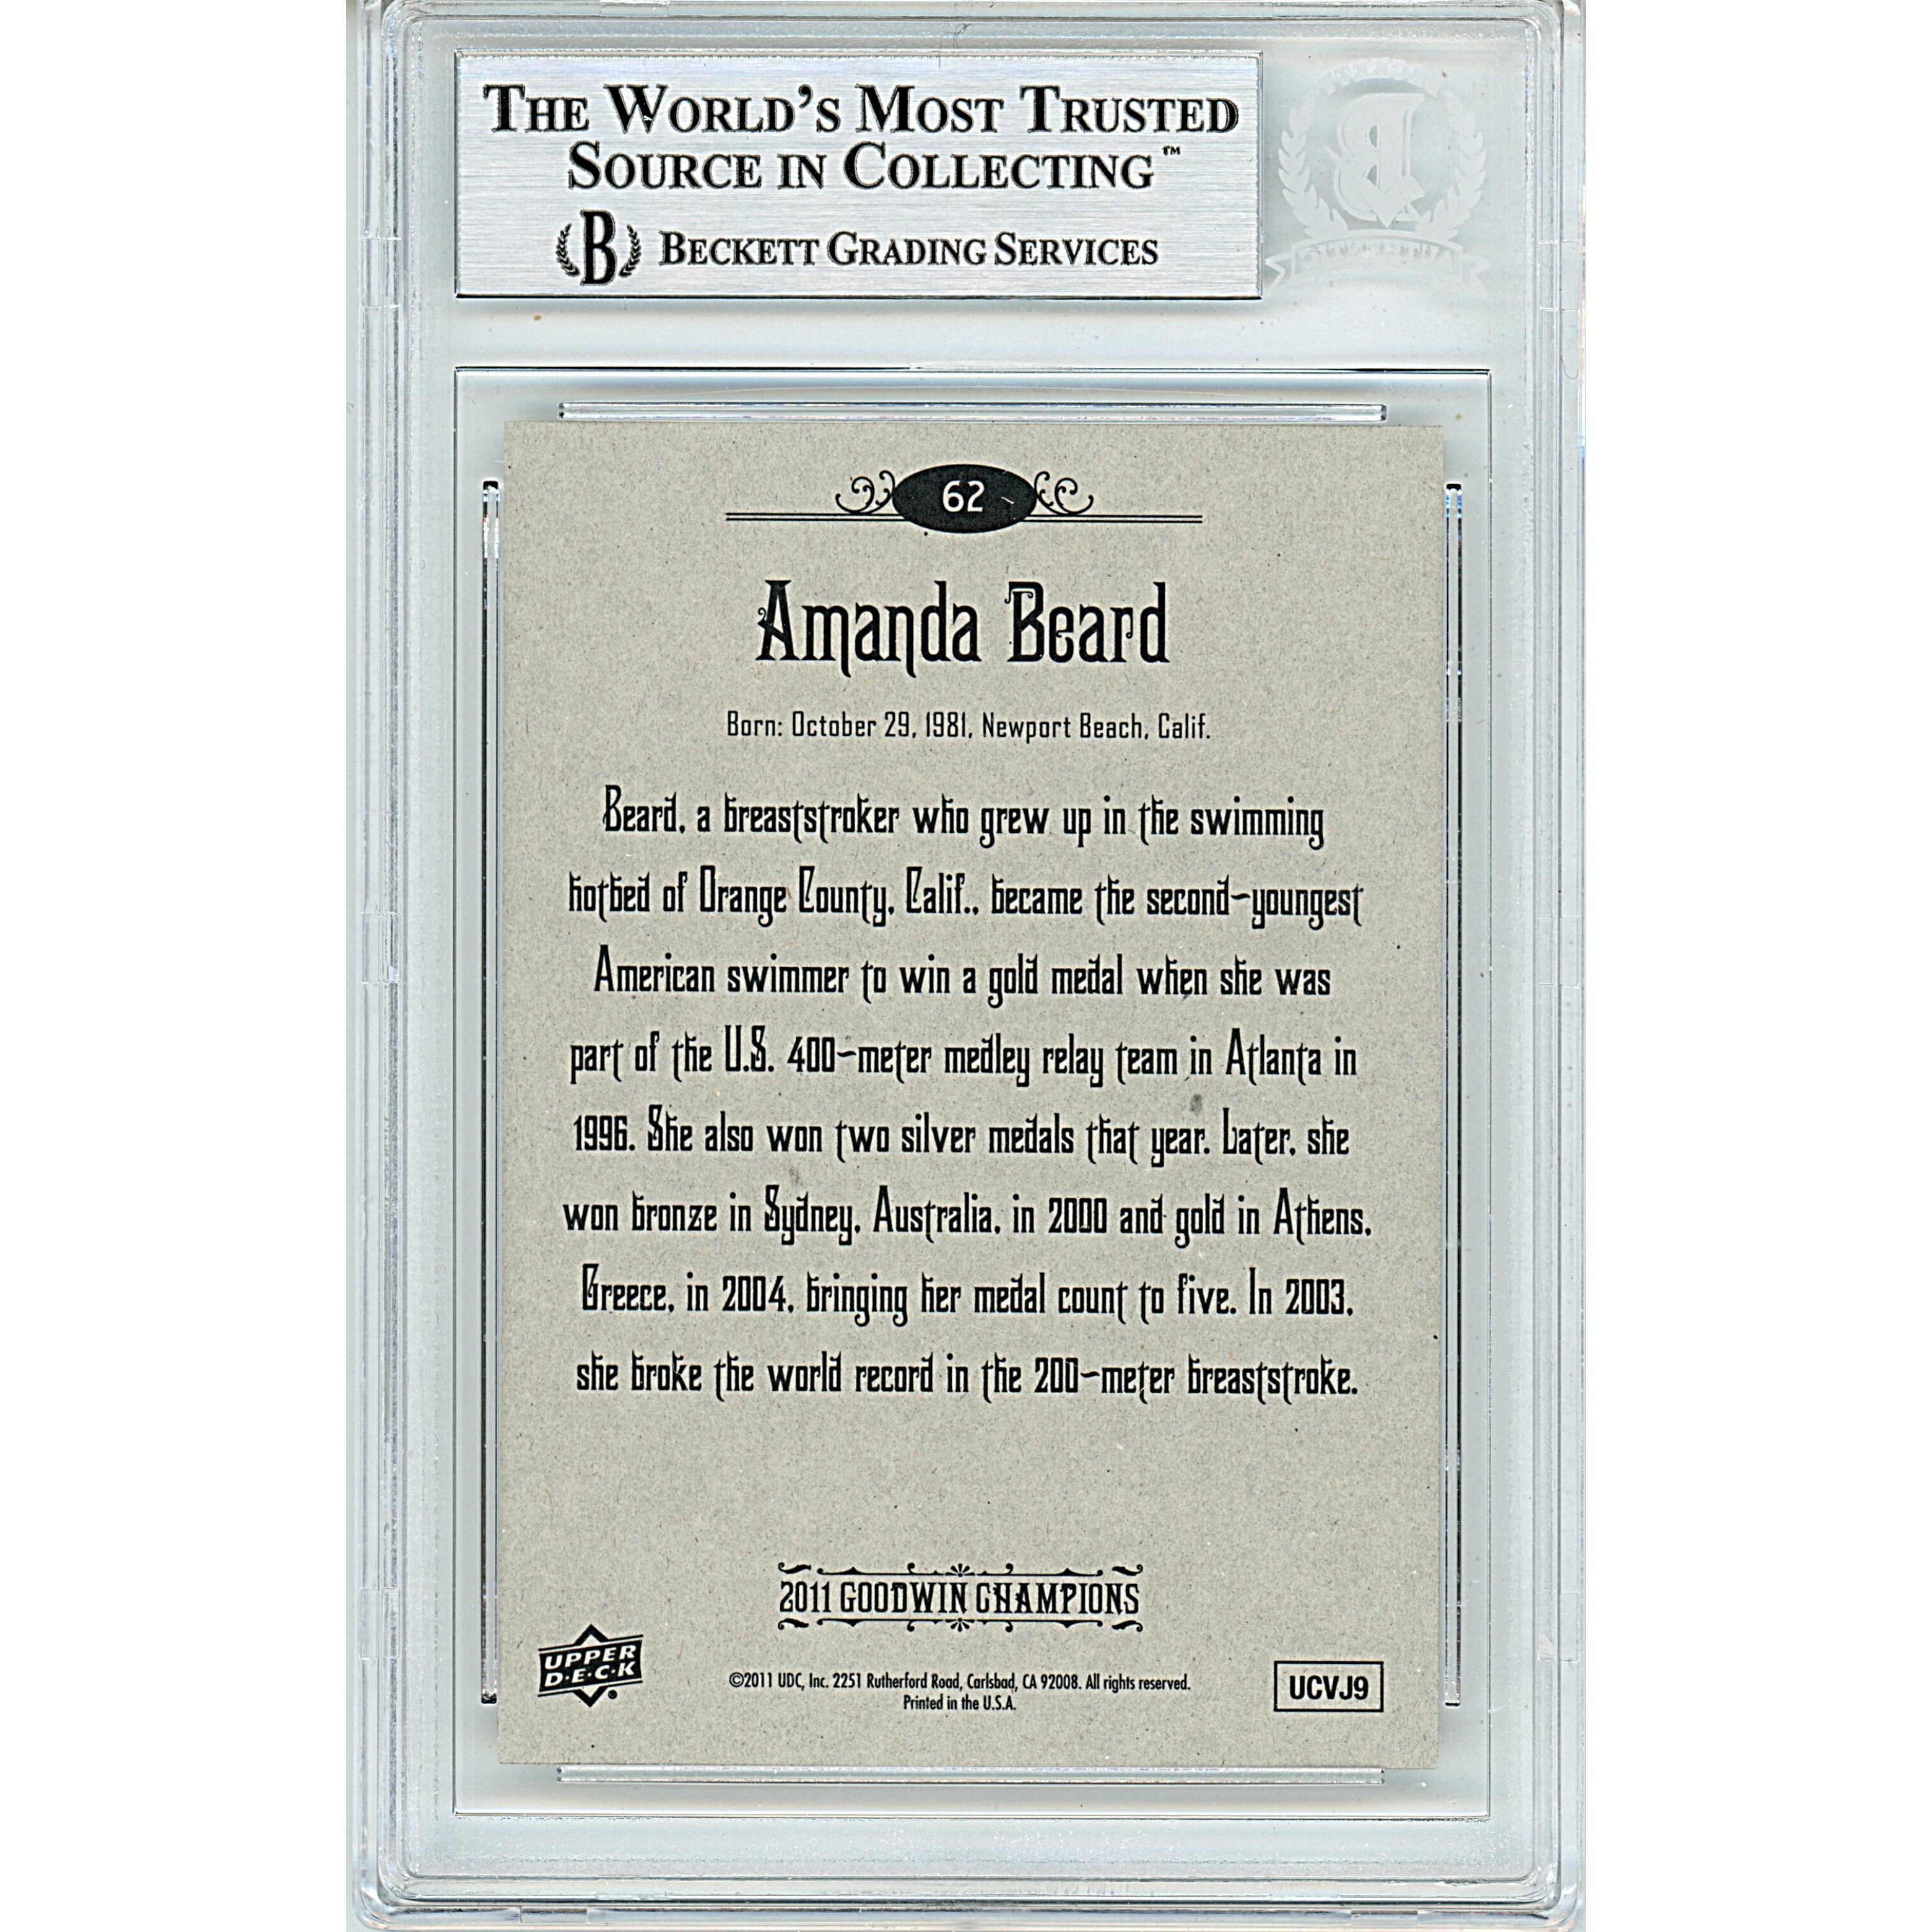 THE WORLD'S MOST TRUSTED
SOURCE IN COLLECTING™
B BECKETT GRADING SERVICES
62
Amanda Beard
Born: October 29, 1981, Newport Beach, Calif.
Beard, a breaststroker who grew up in the swimming
hotbed of Orange County, Calif., became the second-youngest
American swimmer to win a gold medal when she was
part of the U.S. 400-meter medley relay team in Atlanta in
1996. She also won two silver medals that year. Later, she
won bronze in Sydney, Australia, in 2000 and gold in Athens,
Greece, in 2004, bringing her medal count to five. In 2003,
she broke the world record in the 200-meter breaststroke.
2011 GOODWIN CHAMPIONS
UPPER
D·E·C·K®
©2011 UDC, Inc. 2251 Rutherford Road, Carlsbad, CA 92008. All rights reserved.
Printed in the U.S.A.
UCVJ9